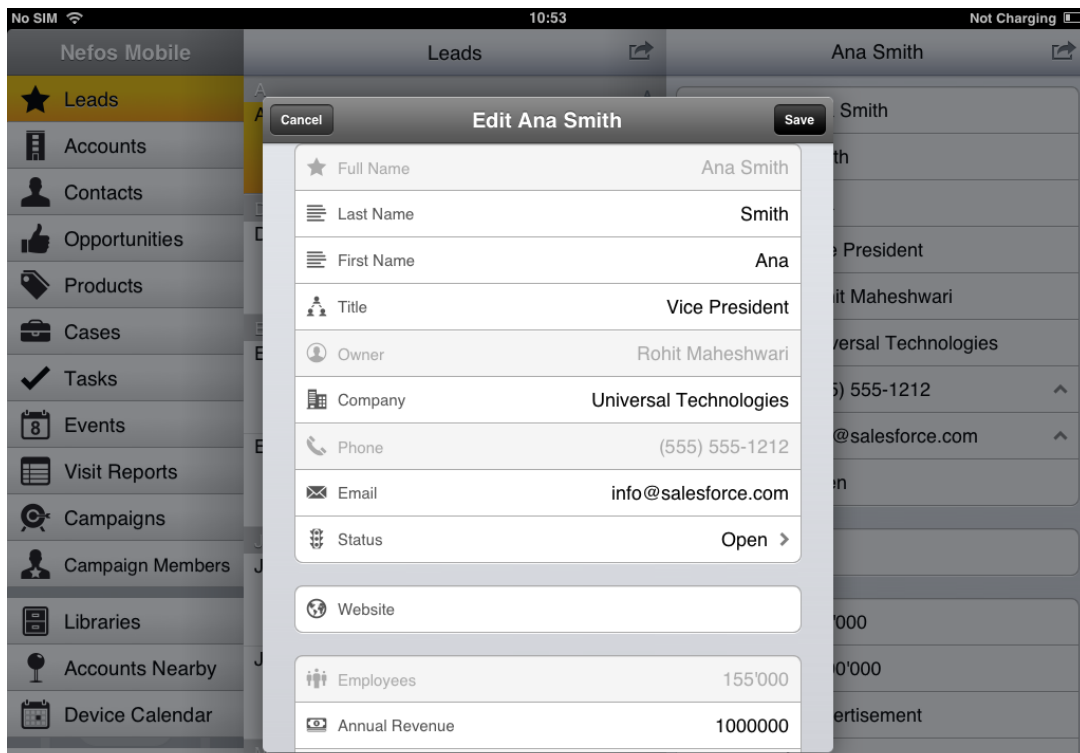 No SIM 10:53 Not Charging
Nefos Mobile
Leads
Accounts
Contacts
Opportunities
Products
Cases
Tasks
8 Events
Visit Reports
Campaigns
Campaign Members
Libraries
Accounts Nearby
Device Calendar
Leads
A
A
D
D
E
E
E
J
J
J
A
Cancel Edit Ana Smith Save
Full Name Ana Smith
Last Name Smith
First Name Ana
Title Vice President
Owner Rohit Maheshwari
Company Universal Technologies
Phone (555) 555-1212
Email info@salesforce.com
Status Open
Website
Employees 155'000
Annual Revenue 1000000
Ana Smith
Smith
th
President
it Maheshwari
versal Technologies
5) 555-1212
@salesforce.com
en
'000
00'000
ertisement